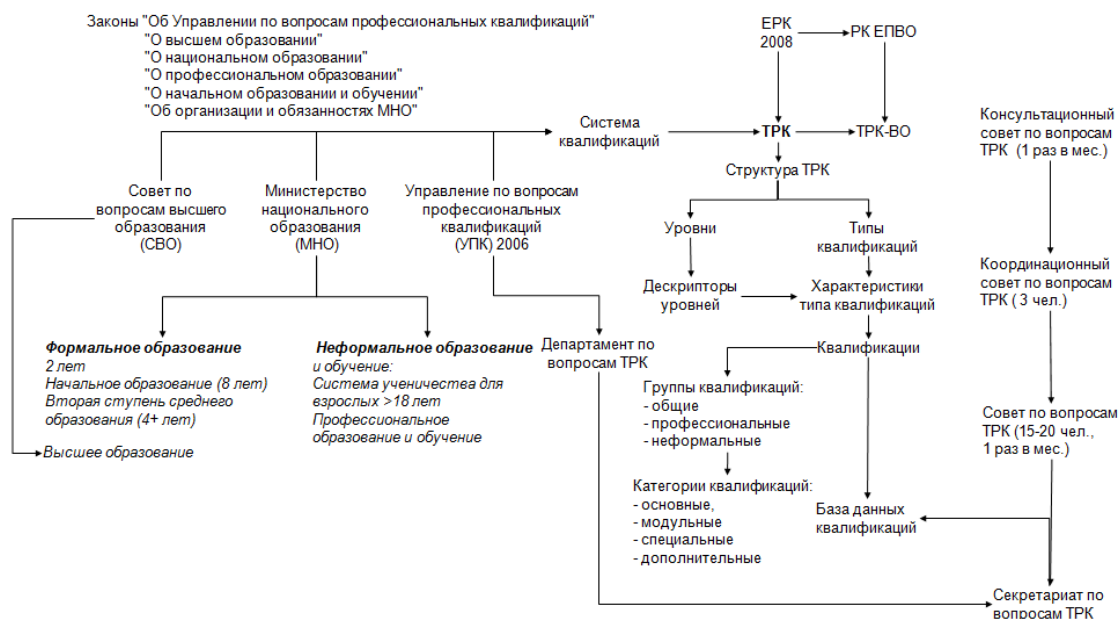 Законы "Об Управлении по вопросам профессиональных квалификаций"
"О высшем образовании"
"О национальном образовании"
"О профессиональном образовании"
"О начальном образовании и обучении"
"Об организации и обязанностях МНО"
ЕРК
2008
РК ЕПВО
Система
квалификаций
ТРК
ТРК-ВО
Консультационный
совет по вопросам
ТРК (1 раз в мес.)
Структура ТРК
Совет по
вопросам высшего
образования
(СВО)
Министерство
национального
образования
(МНО)
Управление по вопросам
профессиональных
квалификаций
(УПК) 2006
Уровни
Типы
квалификаций
Дескрипторы
уровней
Характеристики
типа квалификаций
Координационный
совет по вопросам
ТРК ( 3 чел.)
Формальное образование
2 лет
Начальное образование (8 лет)
Вторая ступень среднего
образования (4+ лет)
Высшее образование
Неформальное образование
и обучение:
Система ученичества для
взрослых >18 лет
Профессиональное
образование и обучение
Департамент по
вопросам ТРК
Квалификации
Группы квалификаций:
- общие
- профессиональные
- неформальные
Категории квалификаций:
- основные,
- модульные
- специальные
- дополнительные
База данных
квалификаций
Совет по вопросам
ТРК (15-20 чел.,
1 раз в мес.)
Секретариат по
вопросам ТРК